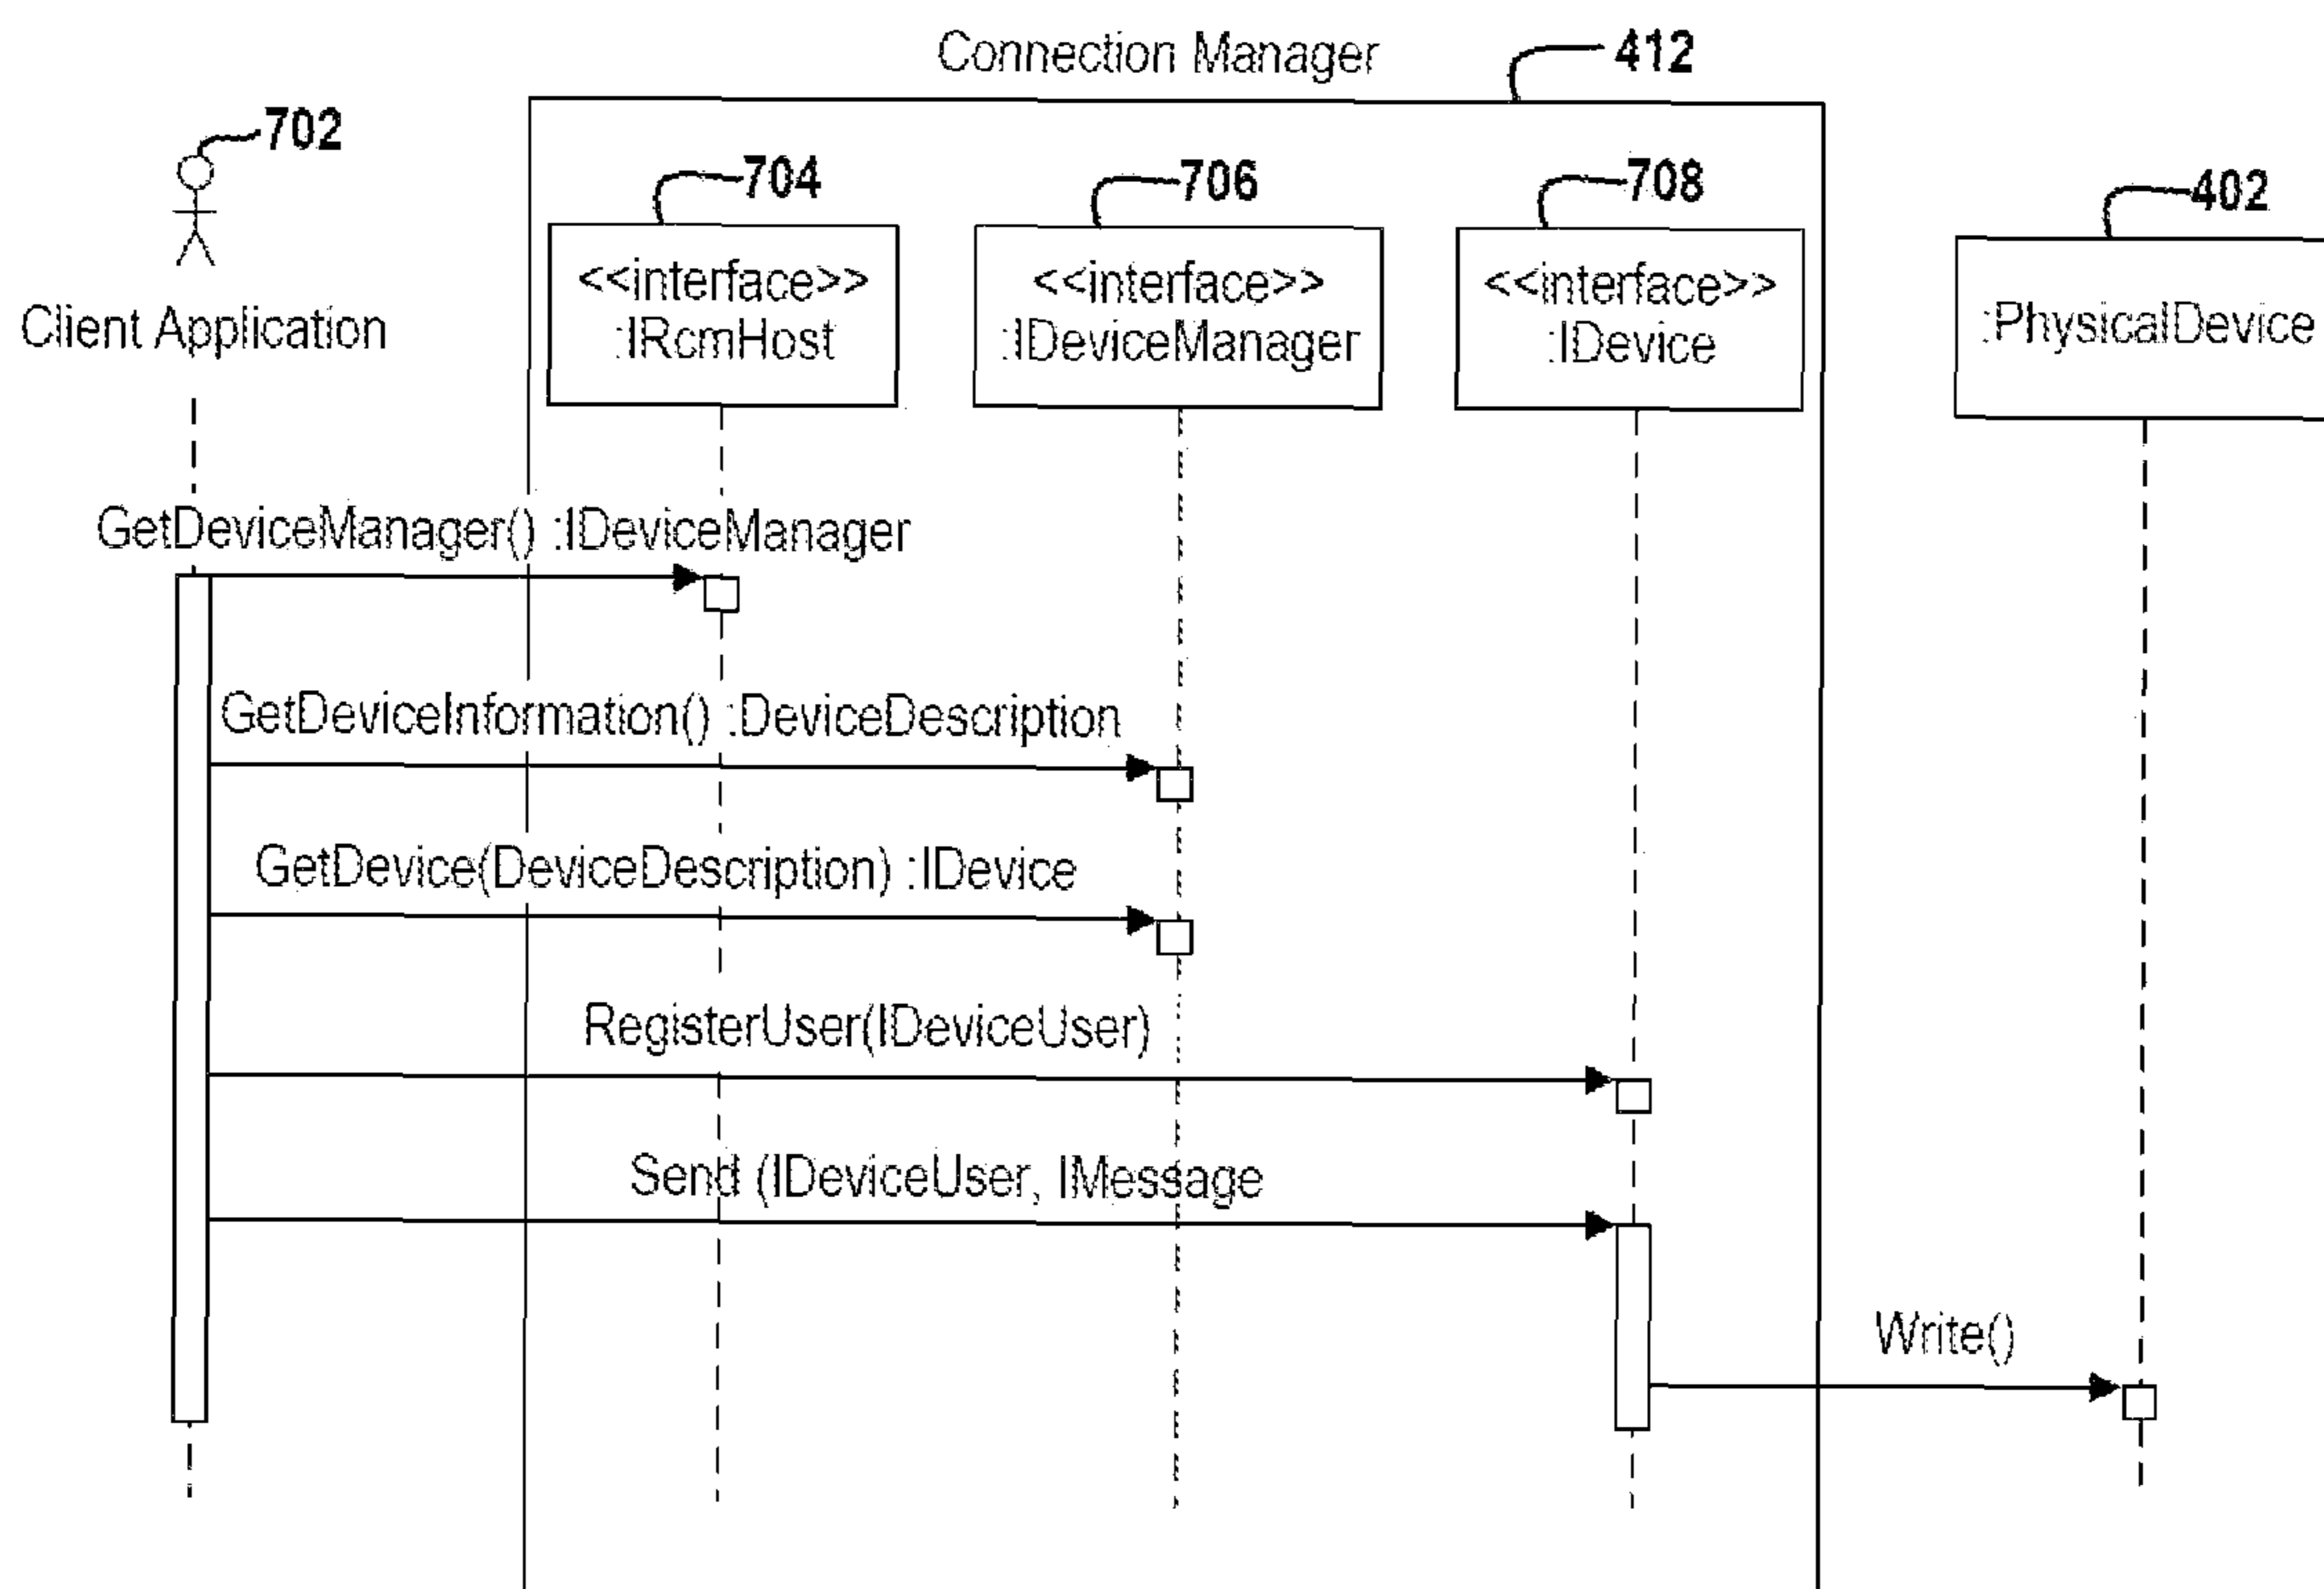 Connection Manager 412
702
704
706
708
402
<<interface>>
:IRcmHost
<<interface>>
:IDeviceManager
<<interface>>
:IDevice
:PhysicalDevice
Client Application
GetDeviceManager() :IDeviceManager
GetDeviceInformation() :DeviceDescription
GetDevice(DeviceDescription) :IDevice
RegisterUser(IDeviceUser)
Send (IDeviceUser, IMessage
Write()